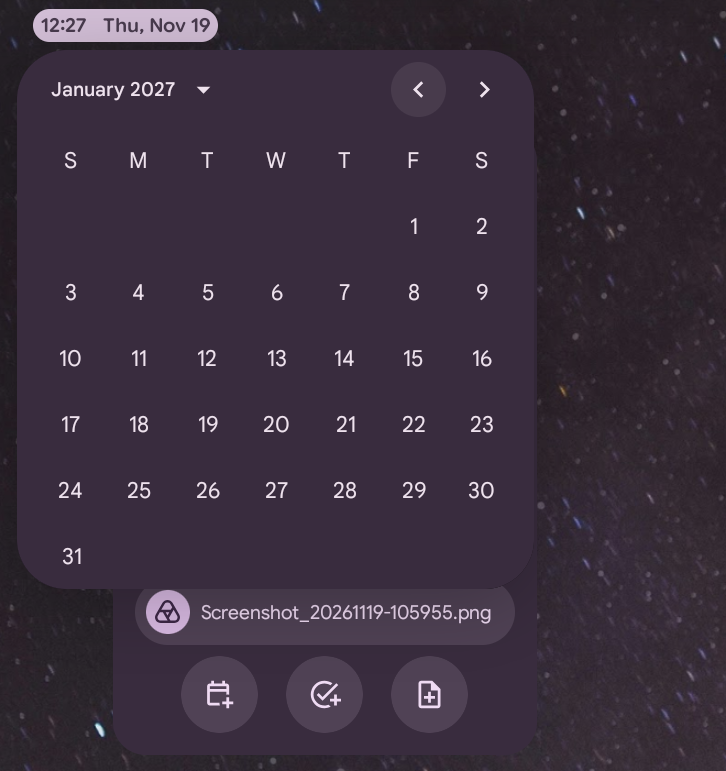 12:27 Thu, Nov 19
January 2027
S M T W T F S
1 2
3 4 5 6 7 8 9
10 11 12 13 14 15 16
17 18 19 20 21 22 23
24 25 26 27 28 29 30
31
Screenshot_20261119-105955.png